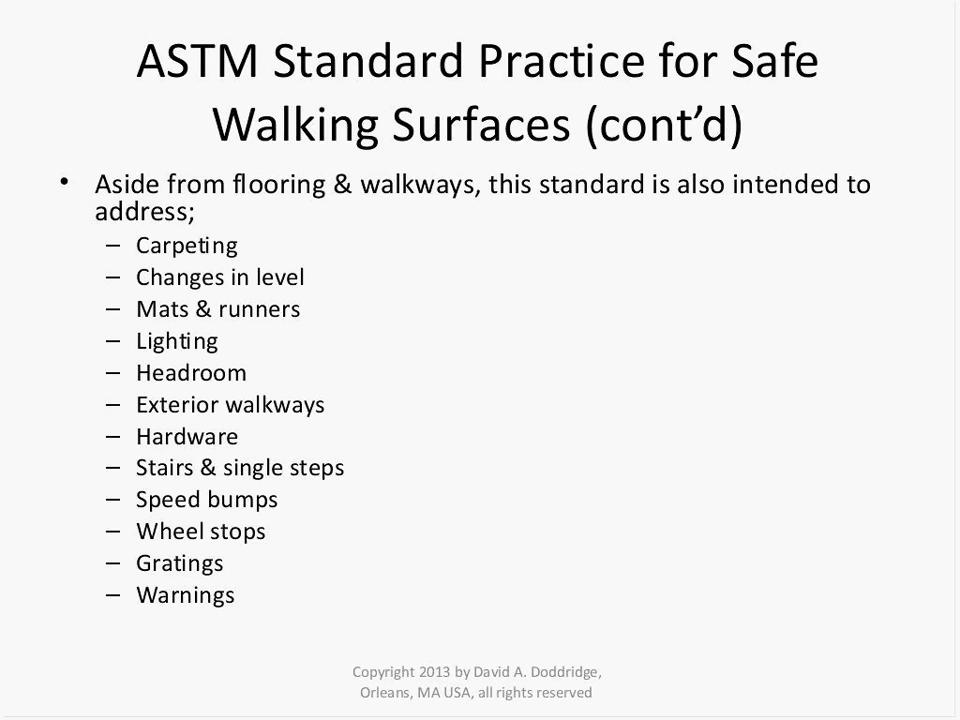 ASTM Standard Practice for Safe
Walking Surfaces (cont’d)
• Aside from flooring & walkways, this standard is also intended to
address;
– Carpeting
– Changes in level
– Mats & runners
– Lighting
– Headroom
– Exterior walkways
– Hardware
– Stairs & single steps
– Speed bumps
– Wheel stops
– Gratings
– Warnings
Copyright 2013 by David A. Doddridge,
Orleans, MA USA, all rights reserved